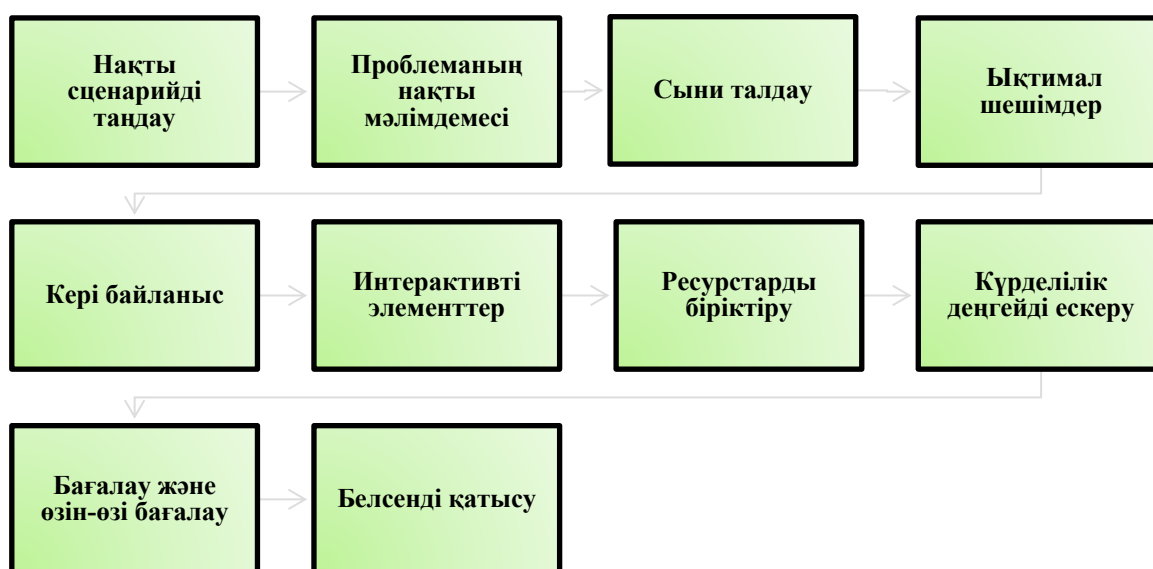 Нақты
сценарийді
таңдау
Проблеманың
нақты
мәлімдемесі
Сыни талдау
Ықтимал
шешімдер
Кері байланыс
Интерактивті
элементтер
Ресурстарды
біріктіру
Күрделілік
деңгейді ескеру
Бағалау және
өзін-өзі бағалау
Белсенді қатысу